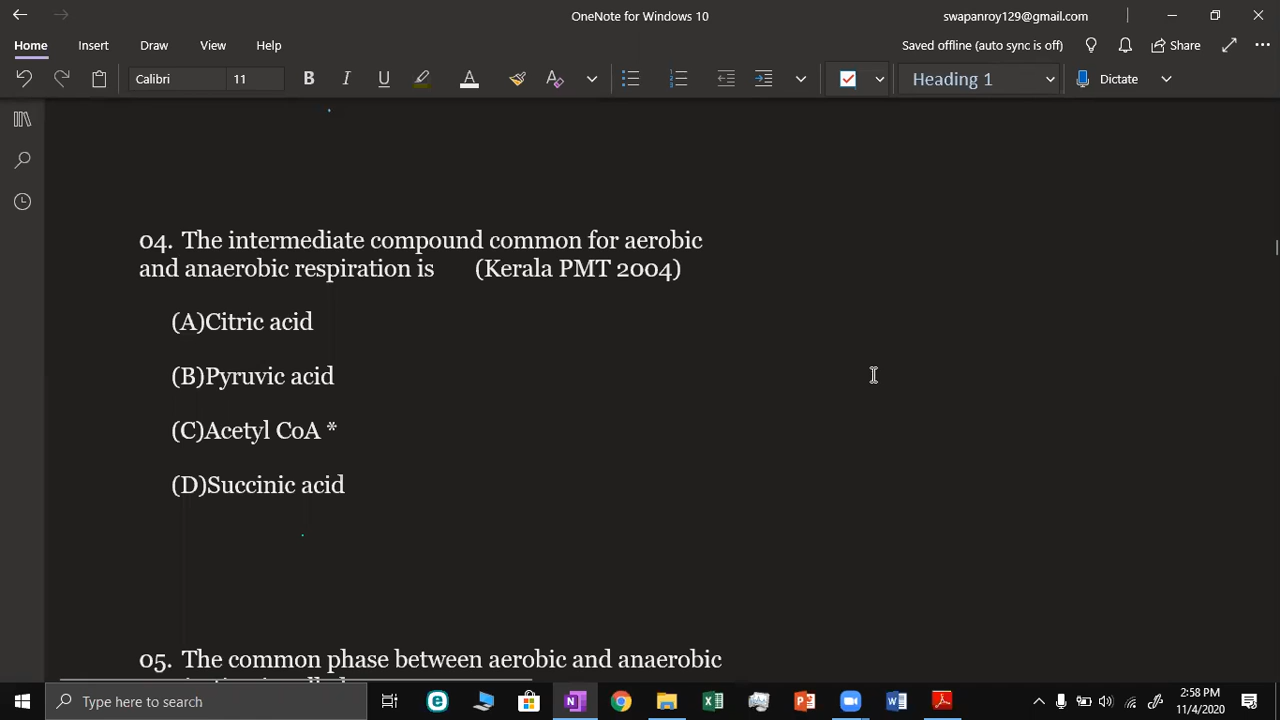 OneNote for Windows 10
swapanroy129@gmail.com
Home Insert Draw View Help
Saved offline (auto sync is off)
Share
Calibri 11 B I U A A Heading 1 Dictate
04. The intermediate compound common for aerobic
and anaerobic respiration is (Kerala PMT 2004)
(A)Citric acid
(B)Pyruvic acid
(C)Acetyl CoA *
(D)Succinic acid
05. The common phase between aerobic and anaerobic
Type here to search
2:58 PM
11/4/2020